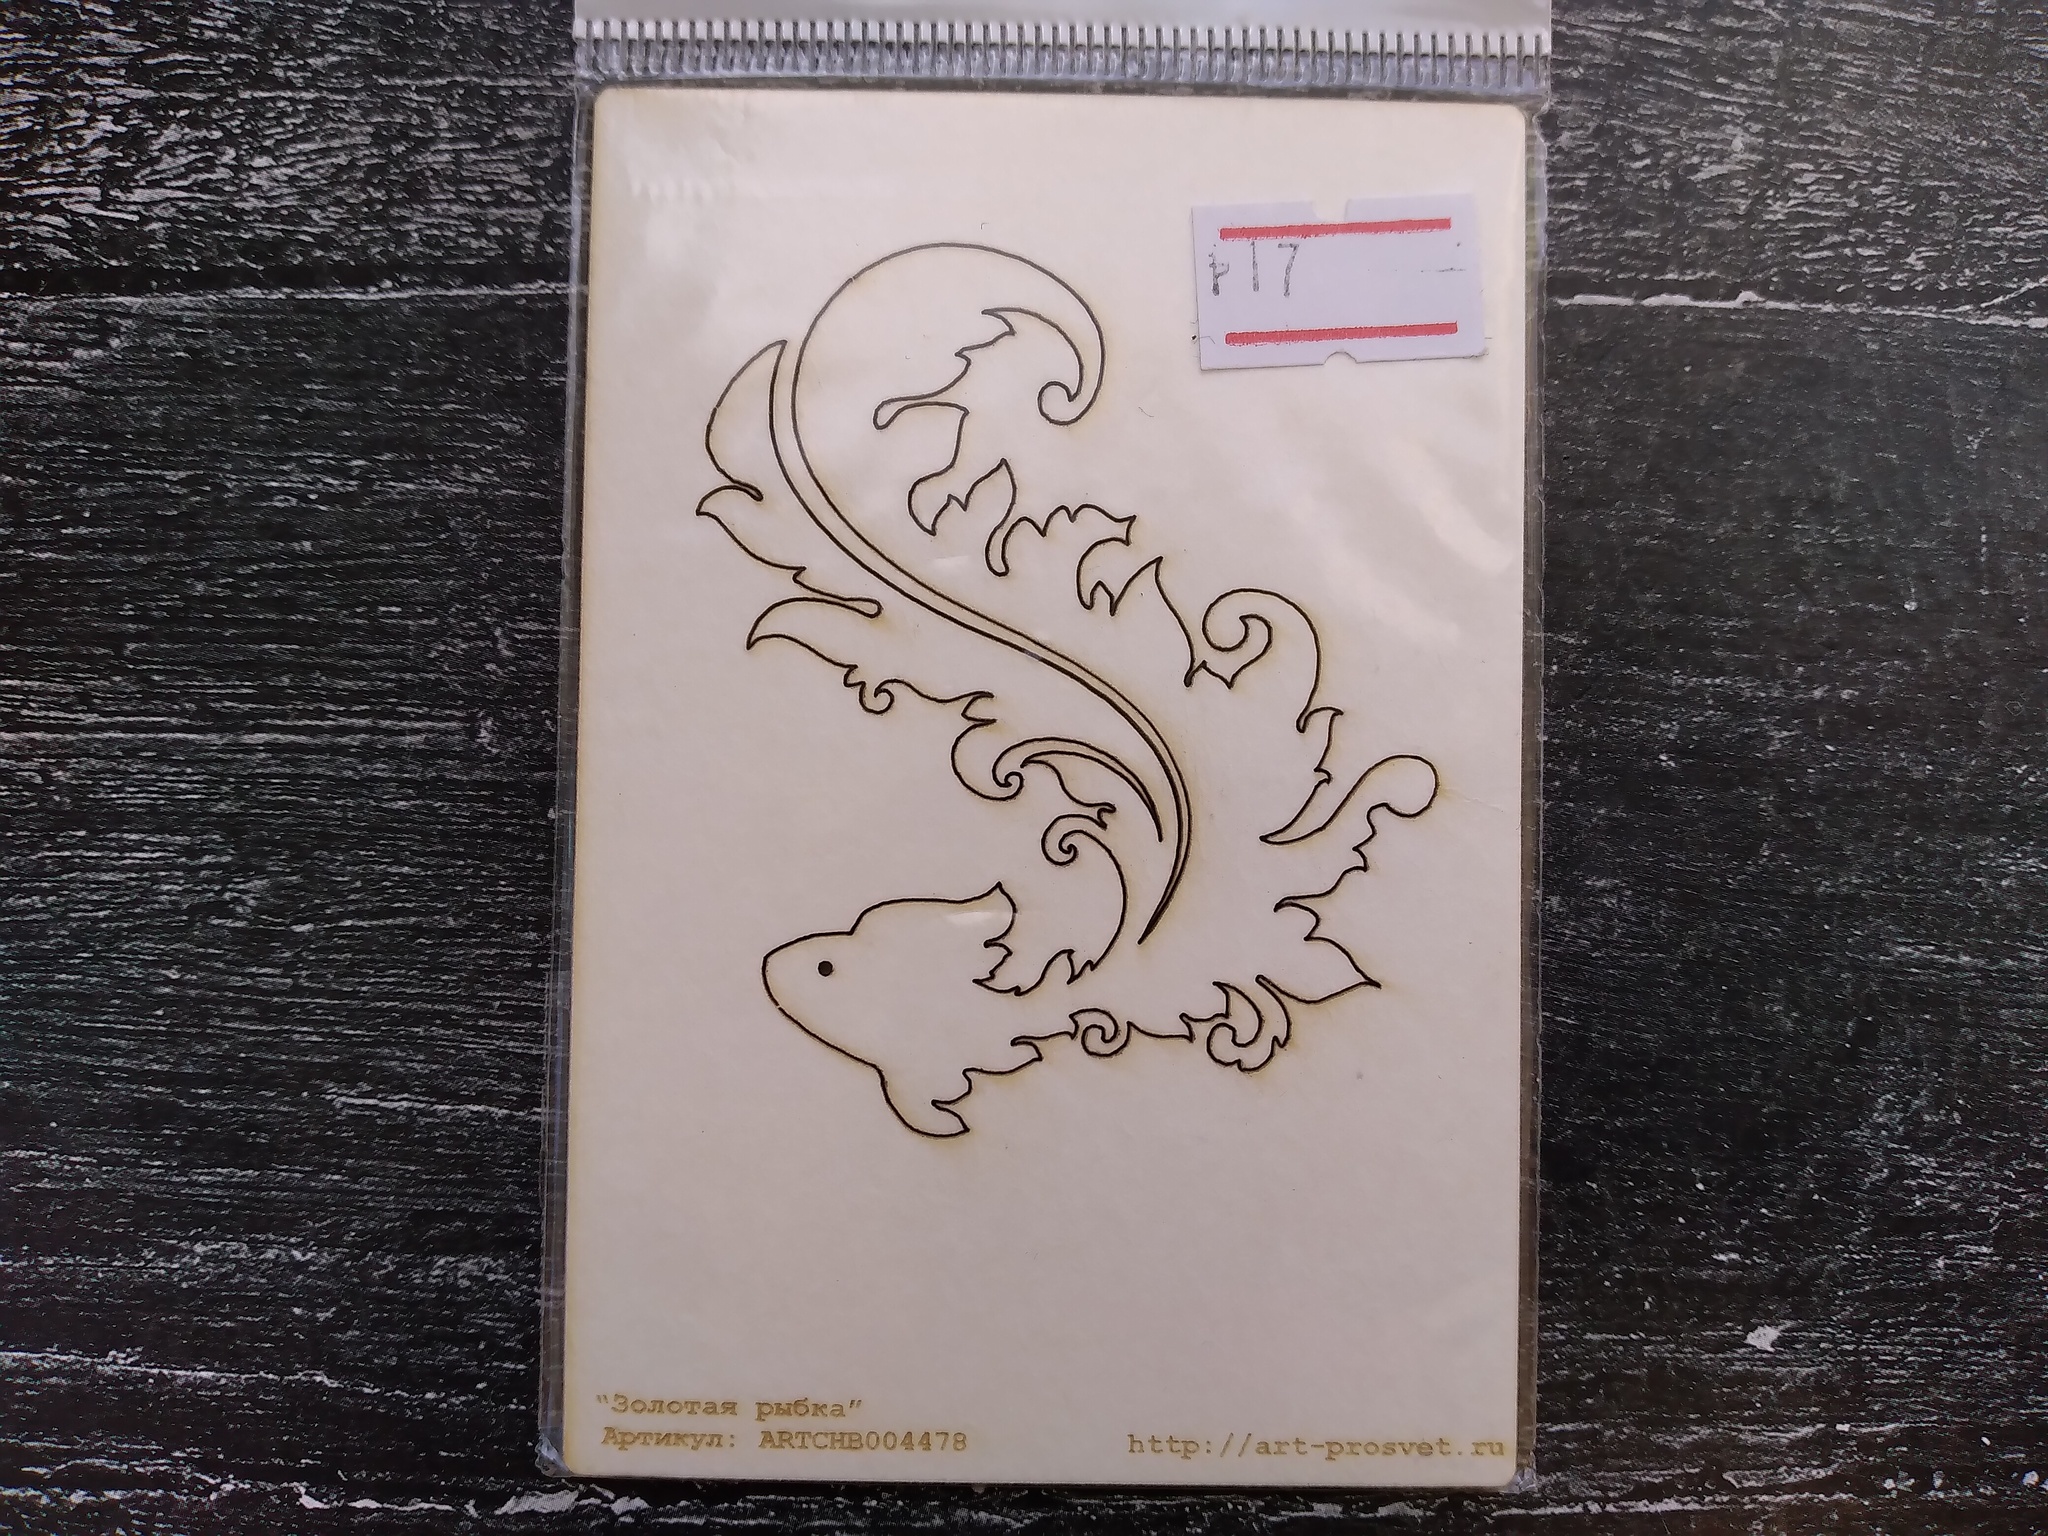 ₽17
"Золотая рыбка"
Артикул: ARTCHB004478
http://art-prosvet.ru